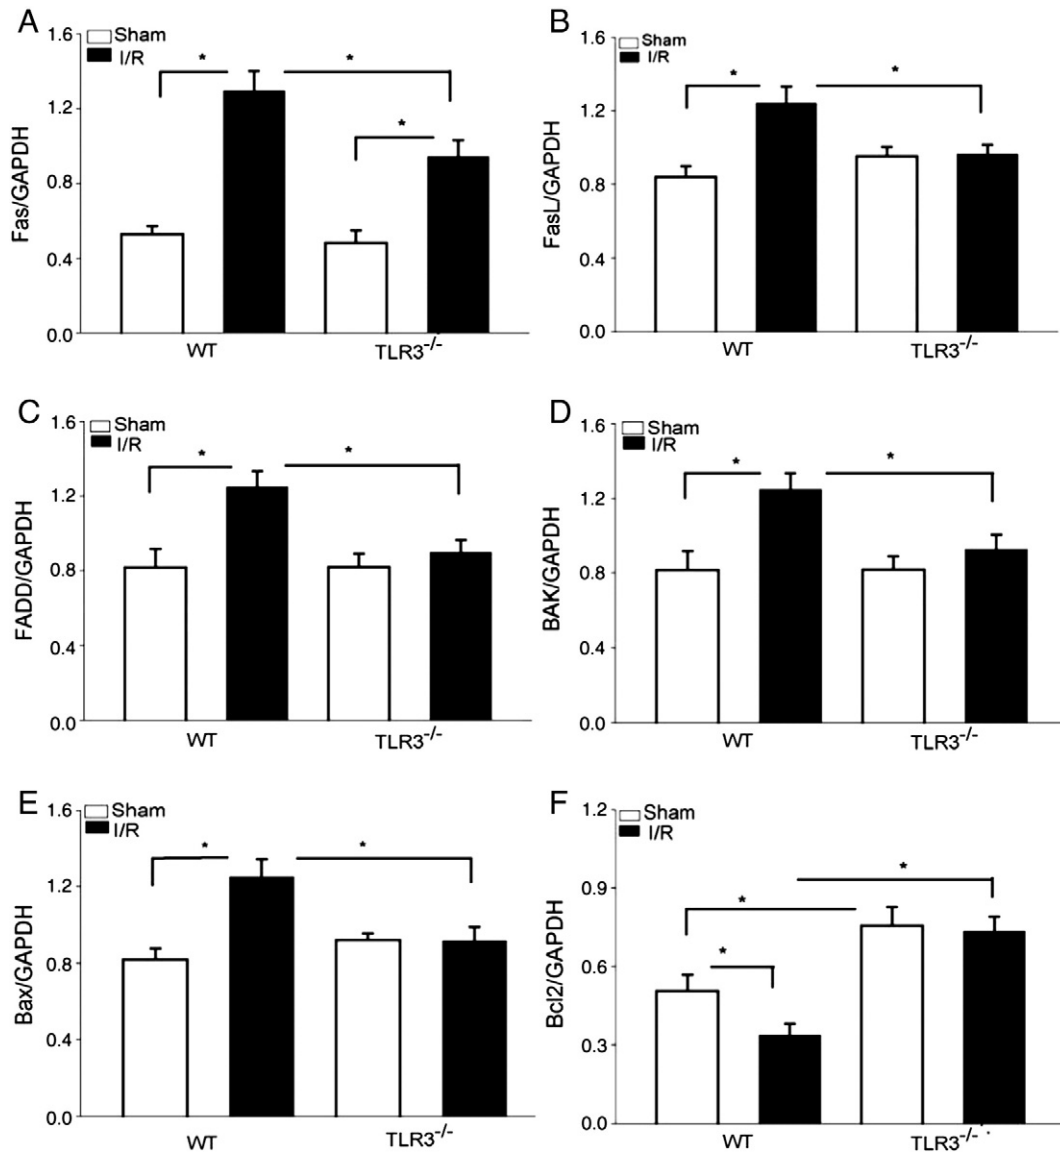 A
1.6
Sham
I/R
*
*
1.2
*
0.8
0.4
0.0
Fas/GAPDH
WT
TLR3-/-
B
1.6
Sham
I/R
*
*
1.2
0.8
0.4
0.0
FasL/GAPDH
WT
TLR3-/-
C
1.6
Sham
I/R
*
*
1.2
0.8
0.4
0.0
FADD/GAPDH
WT
TLR3-/-
D
1.6
Sham
I/R
*
*
1.2
0.8
0.4
0.0
BAK/GAPDH
WT
TLR3-/-
E
1.6
Sham
I/R
*
*
1.2
0.8
0.4
0.0
Bax/GAPDH
WT
TLR3-/-
F
1.2
Sham
I/R
*
0.9
*
*
0.6
0.3
0.0
Bcl2/GAPDH
WT
TLR3-/-